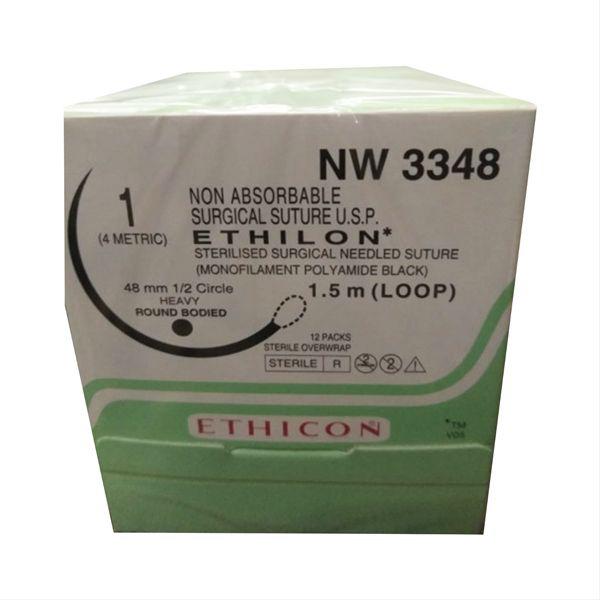 NW 3348
1
(4 METRIC)
NON ABSORBABLE
SURGICAL SUTURE U.S.P.
ETHILON*
STERILISED SURGICAL NEEDLED SUTURE
(MONOFILAMENT POLYAMIDE BLACK)
48 mm 1/2 Circle
HEAVY
ROUND BODIED
1.5 m (LOOP)
12 PACKS
STERILE OVERWRAP
STERILE R
ETHICON
*TM